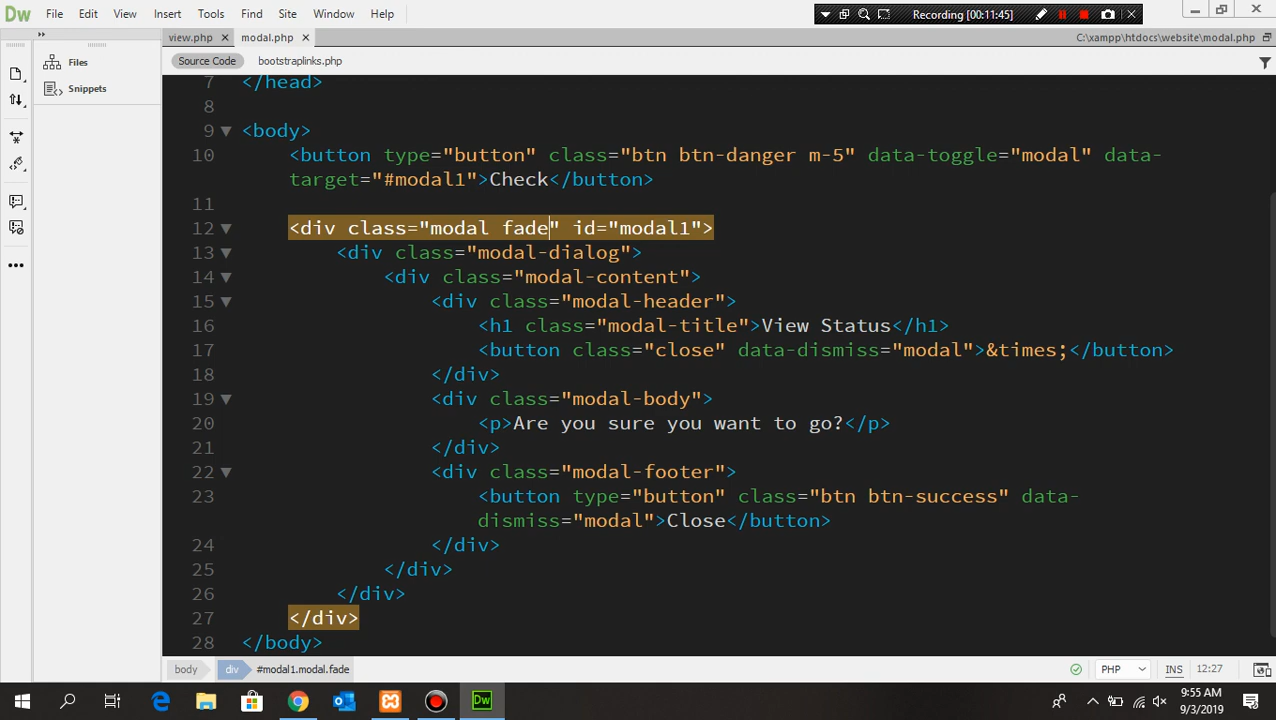 Dw File Edit View Insert Tools Find Site Window Help Recording [00:11:45]
view.php modal.php C:\xampp\htdocs\website\modal.php
Source Code bootstraplinks.php
Files
Snippets
7 </head>
8
9 <body>
10 <button type="button" class="btn btn-danger m-5" data-toggle="modal" data-
target="#modal1">Check</button>
11
12 <div class="modal fade" id="modal1">
13 <div class="modal-dialog">
14 <div class="modal-content">
15 <div class="modal-header">
16 <h1 class="modal-title">View Status</h1>
17 <button class="close" data-dismiss="modal">&times;</button>
18 </div>
19 <div class="modal-body">
20 <p>Are you sure you want to go?</p>
21 </div>
22 <div class="modal-footer">
23 <button type="button" class="btn btn-success" data-
dismiss="modal">Close</button>
24 </div>
25 </div>
26 </div>
27 </div>
28 </body>
body div #modal1.modal.fade PHP INS 12:27
Dw 9:55 AM
9/3/2019